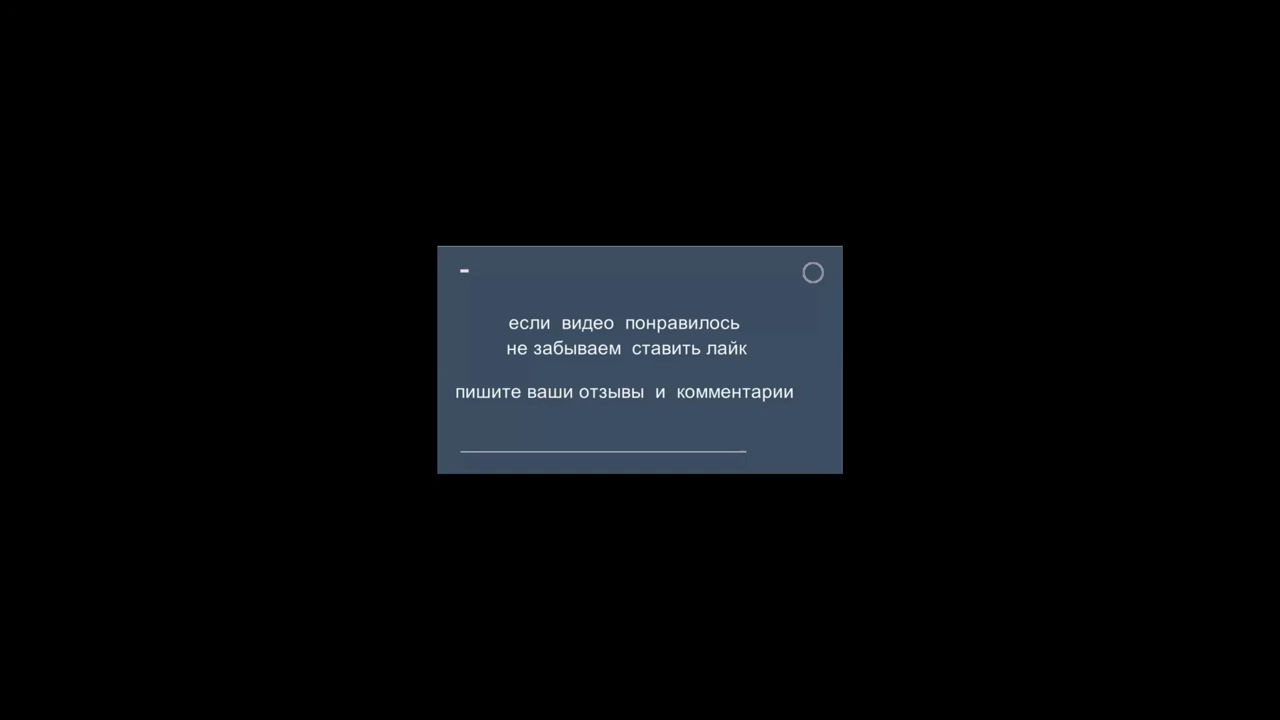 если видео понравилось
не забываем ставить лайк
пишите ваши отзывы и комментарии